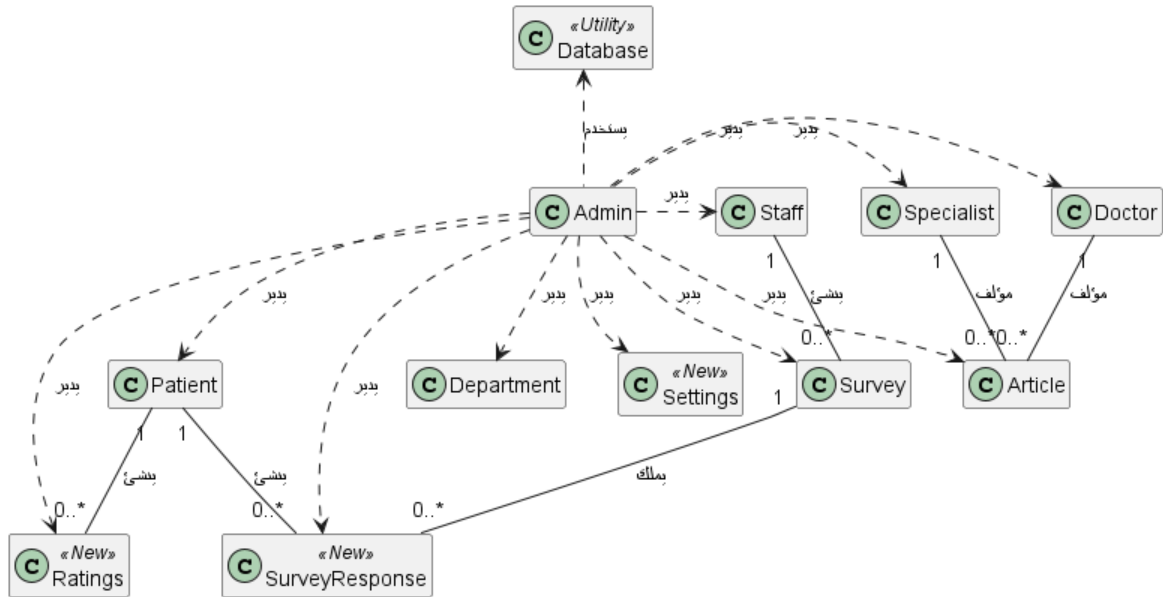 «Utility»
C Database
يستخدم
يدير
يدير
C Admin
يدير
C Staff
C Specialist
C Doctor
1
1
1
يدير
يدير
يدير
يدير
يدير
ينشئ
مؤلف
مؤلف
0..*
0..*
0..*
C Patient
C Department
«New»
C Settings
C Survey
C Article
يدير
يدير
1
1
1
ينشئ
ينشئ
يملك
0..*
0..*
0..*
«New»
C Ratings
«New»
C SurveyResponse